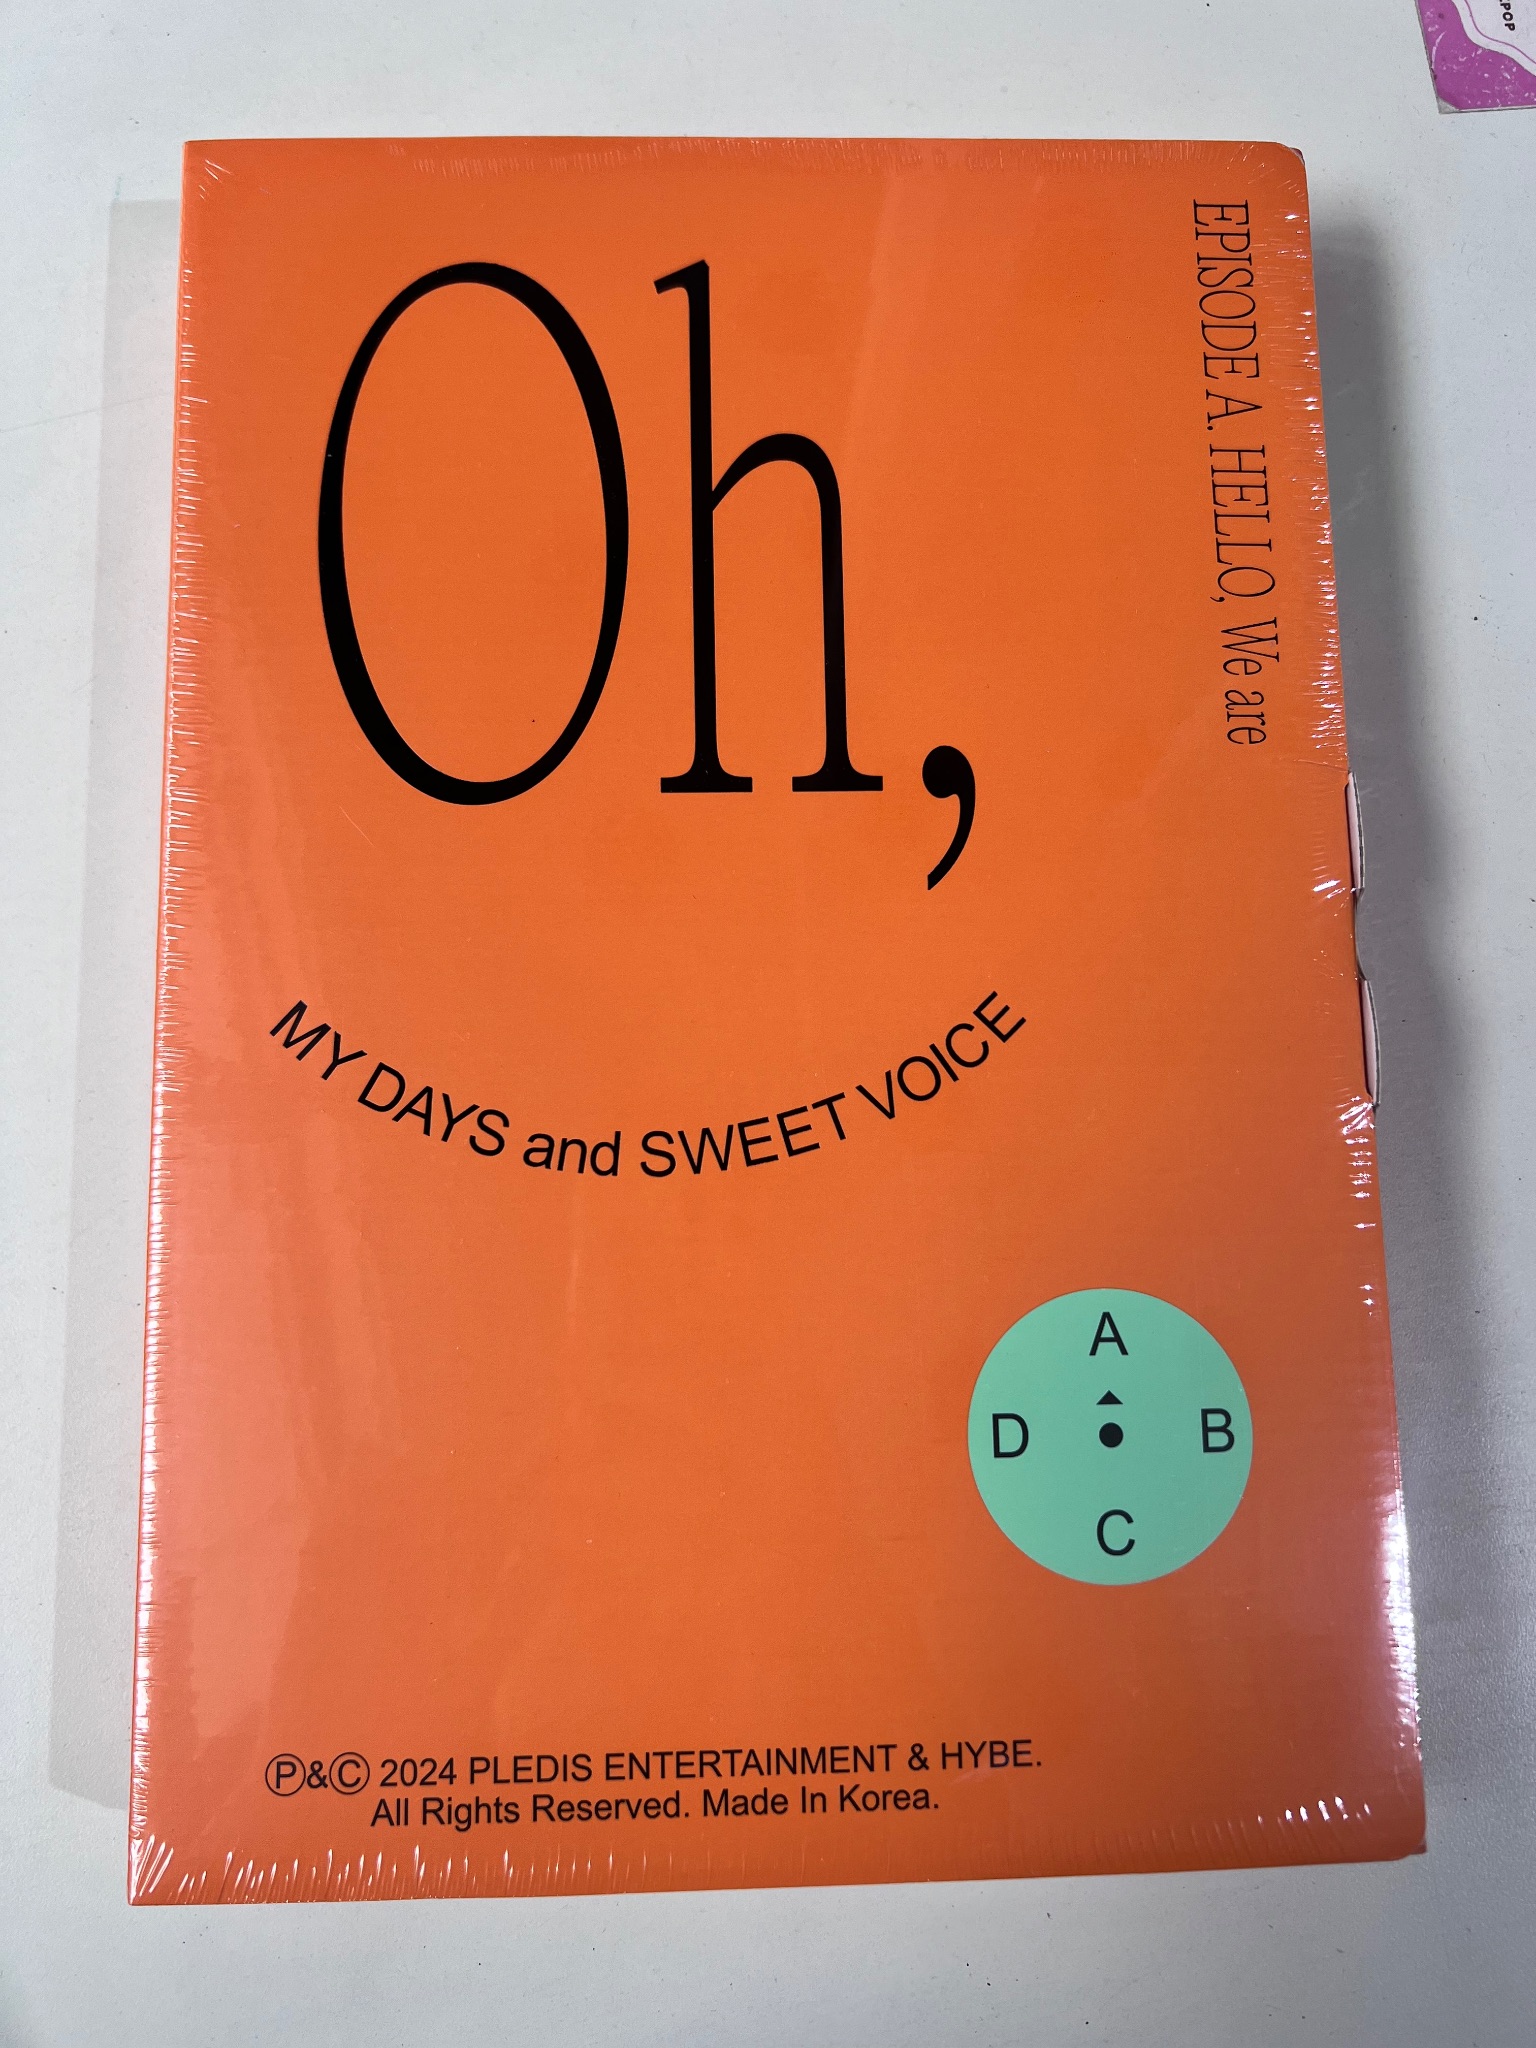 .POP
EPISODE A. HELLO, We are
Oh,
MY DAYS and SWEET VOICE
A
D B
C
Ⓟ&Ⓒ 2024 PLEDIS ENTERTAINMENT & HYBE.
All Rights Reserved. Made In Korea.